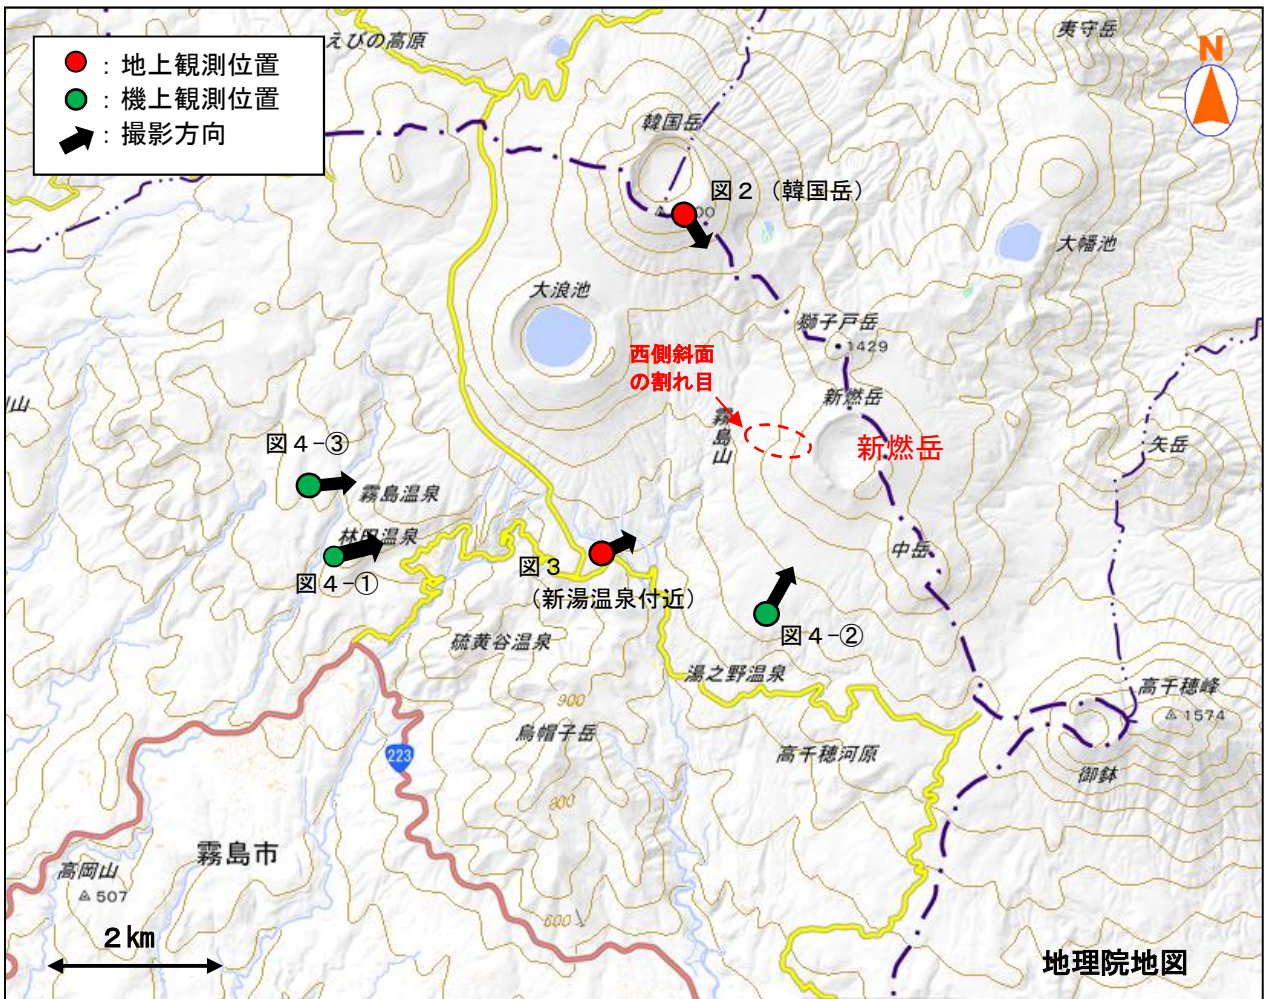 ：地上観測位置
：機上観測位置
：撮影方向
えびの高原
夷守岳
N
韓国岳
図２（韓国岳）
大幡池
大浪池
獅子戸岳
1429
西側斜面
の割れ目
新燃岳
霧島山
新燃岳
矢岳
図４-③
霧島温泉
林田温泉
図４-①
図３
（新湯温泉付近）
中岳
図４-②
硫黄谷温泉
湯之野温泉
高千穂峰
1574
900
烏帽子岳
223
高千穂河原
御鉢
800
霧島市
高岡山
507
600
２km
地理院地図